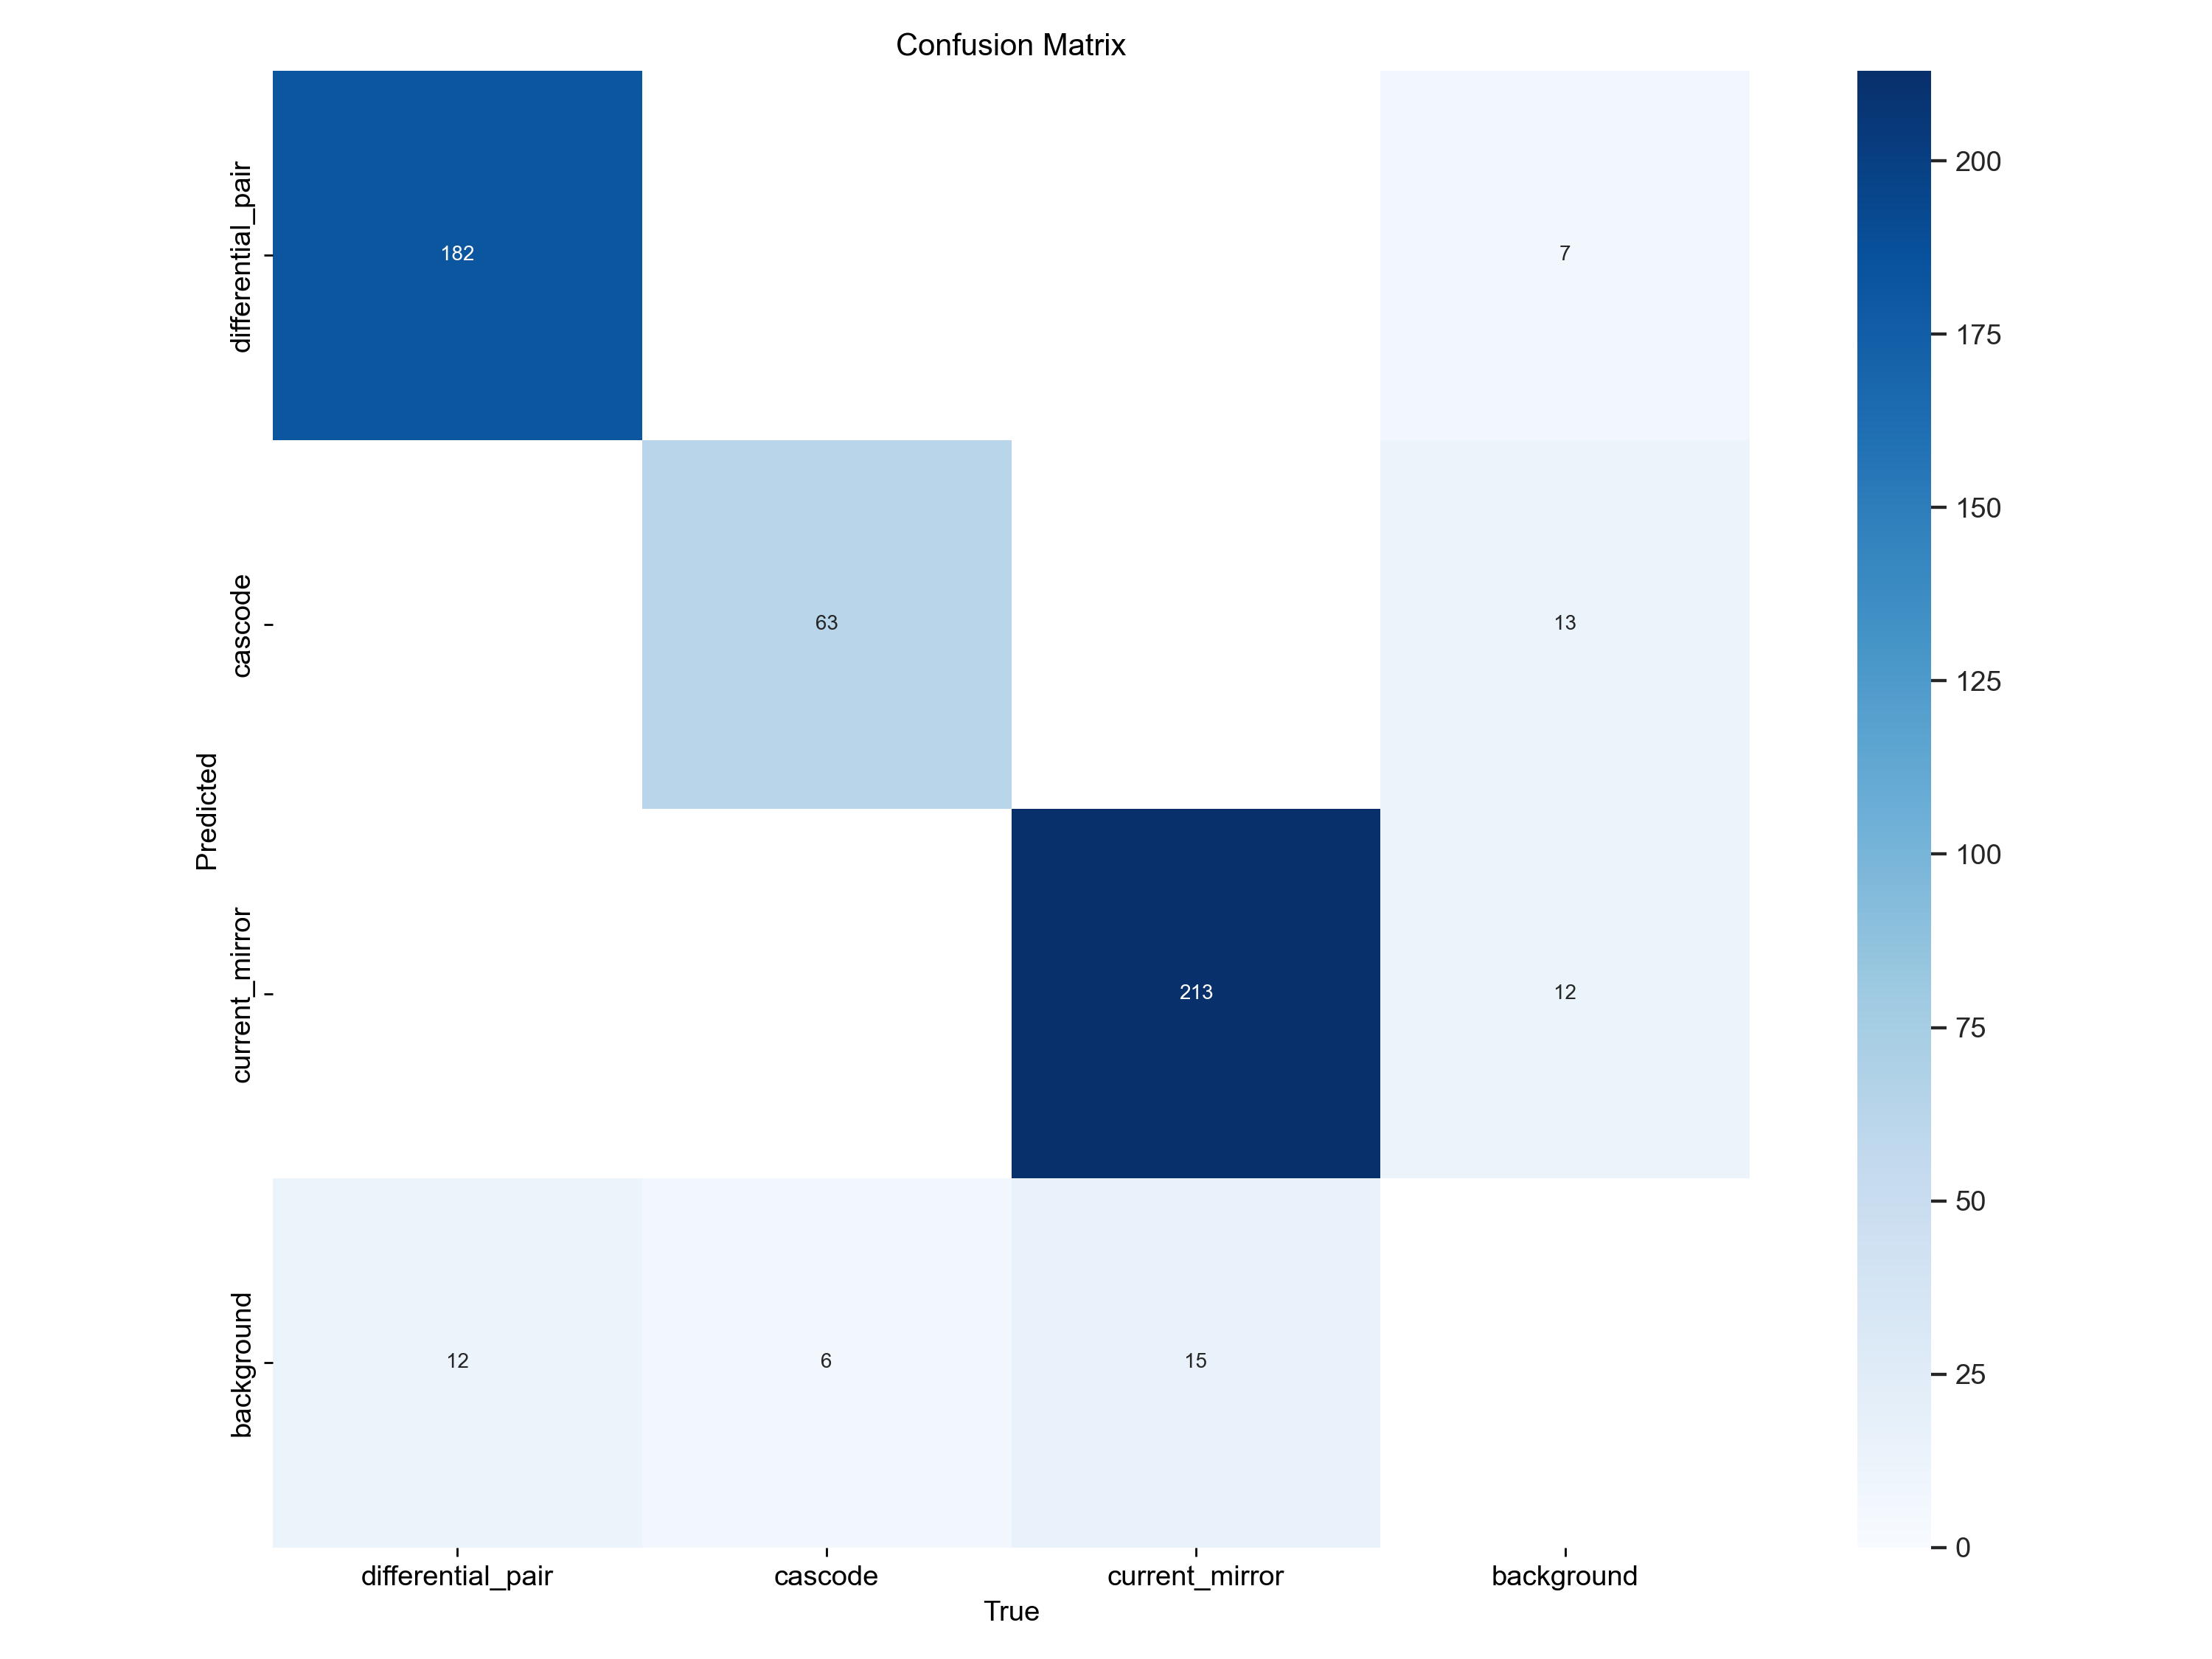 Confusion Matrix
differential_pair
182
7
200
175
150
125
100
75
50
25
0
cascode
63
13
Predicted
current_mirror
213
12
background
12
6
15
differential_pair
cascode
current_mirror
background
True